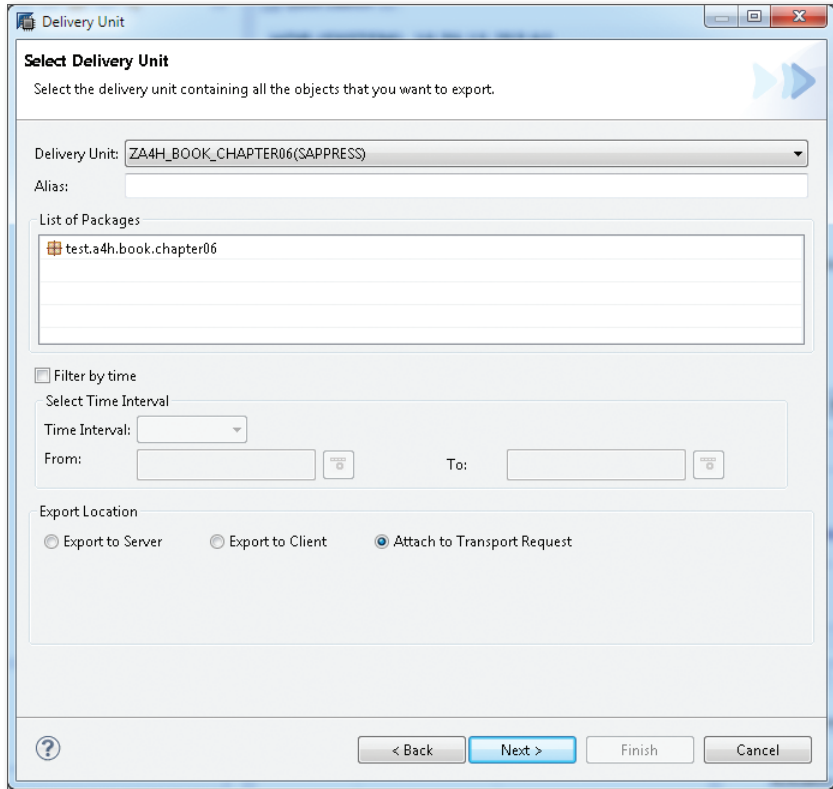 Delivery Unit
Select Delivery Unit
Select the delivery unit containing all the objects that you want to export.
Delivery Unit: ZA4H_BOOK_CHAPTER06(SAPPRESS)
Alias:
List of Packages
test.a4h.book.chapter06
Filter by time
Select Time Interval
Time Interval:
From: To:
Export Location
Export to Server Export to Client Attach to Transport Request
? < Back Next > Finish Cancel